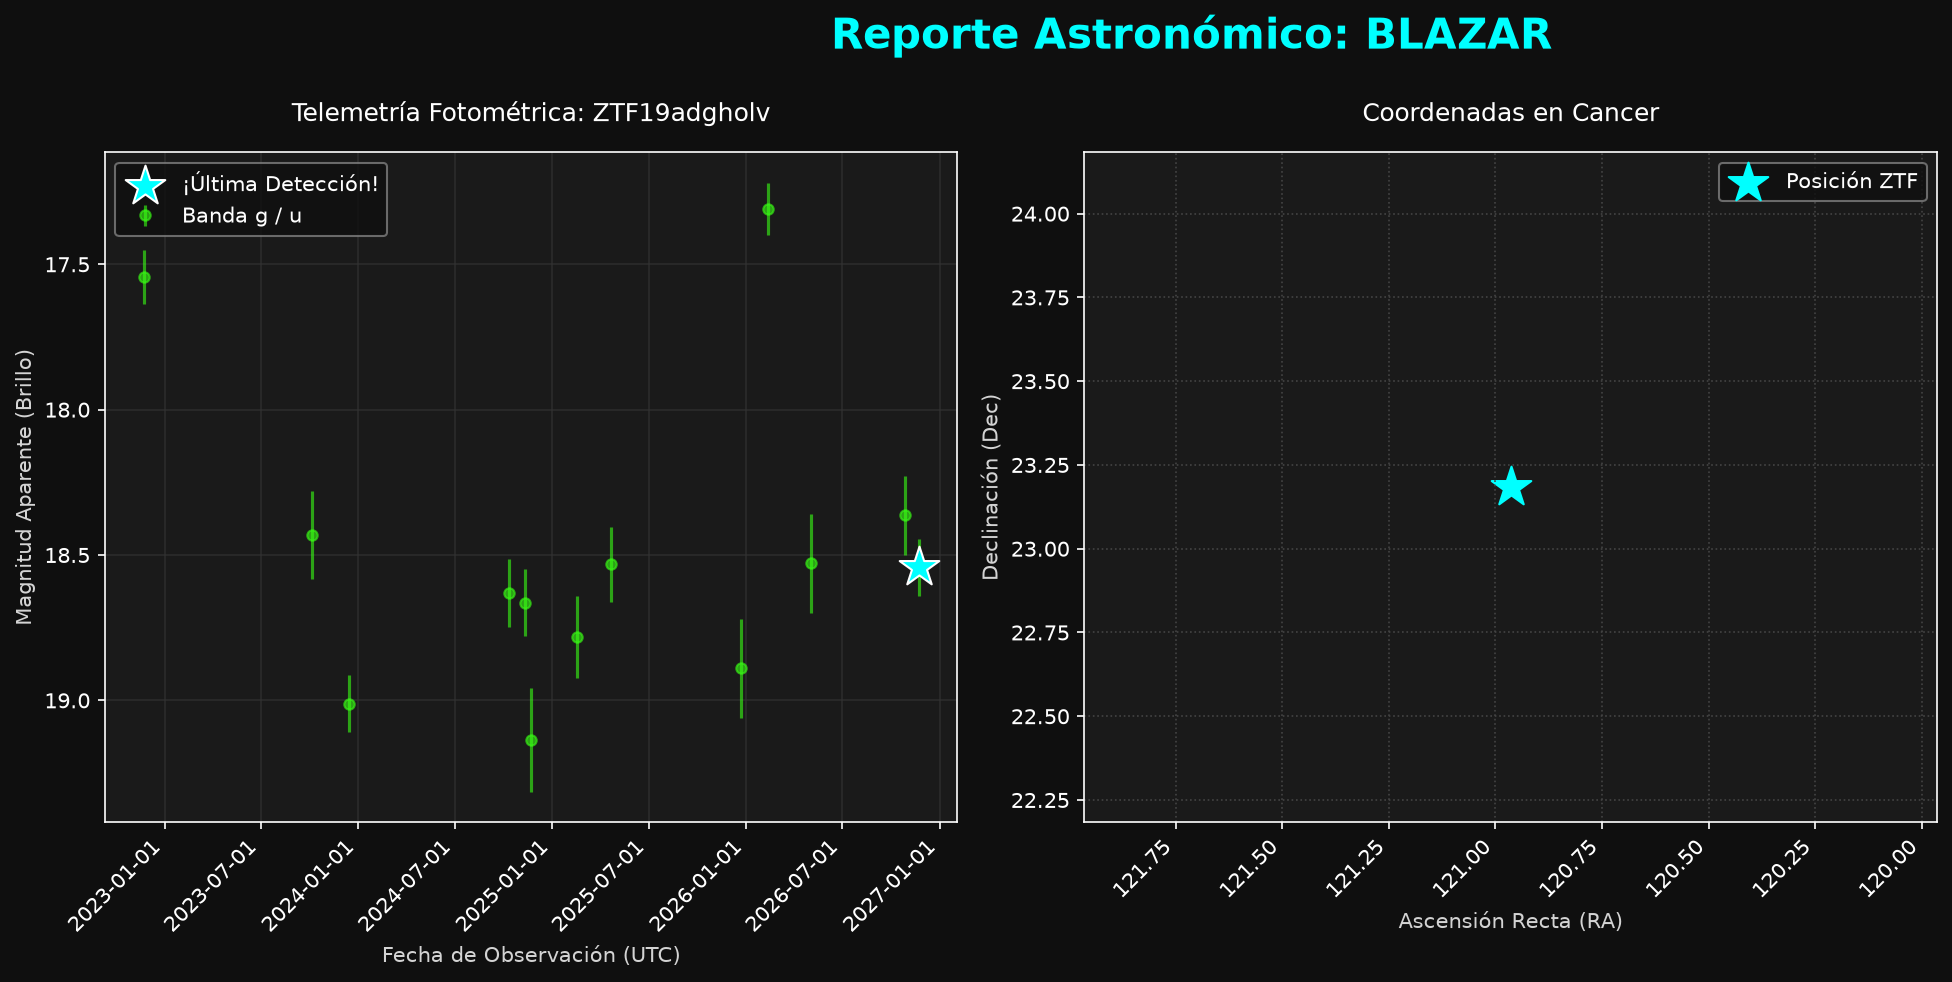 Reporte Astronómico: BLAZAR
Telemetría Fotométrica: ZTF19adgholv
¡Última Detección!
Banda g / u
Magnitud Aparente (Brillo)
17.5
18.0
18.5
19.0
2023-01-01
2023-07-01
2024-01-01
2024-07-01
2025-01-01
2025-07-01
2026-01-01
2026-07-01
2027-01-01
Fecha de Observación (UTC)
Coordenadas en Cancer
Posición ZTF
Declinación (Dec)
24.00
23.75
23.50
23.25
23.00
22.75
22.50
22.25
121.75
121.50
121.25
121.00
120.75
120.50
120.25
120.00
Ascensión Recta (RA)